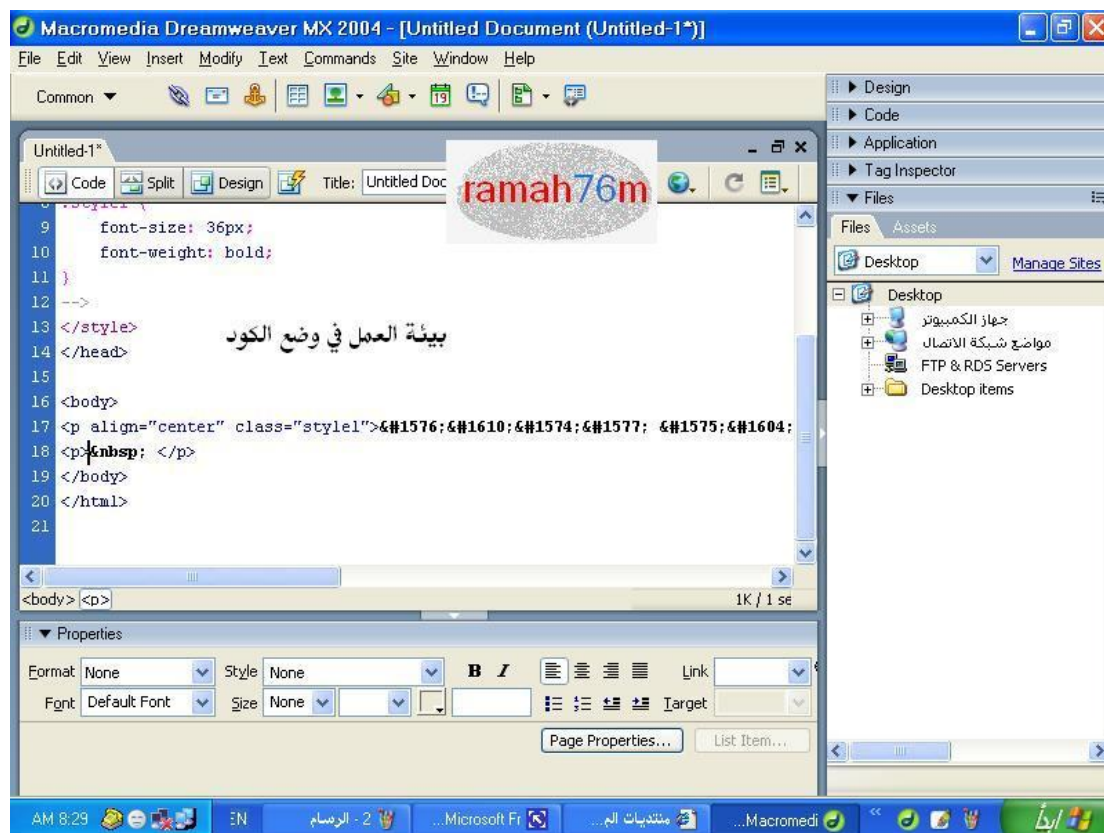 Macromedia Dreamweaver MX 2004 - [Untitled Document (Untitled-1*)]
File Edit View Insert Modify Text Commands Site Window Help
Common
Untitled-1*
Code Split Design Title: Untitled Doc
ramah76m
9 font-size: 36px;
10 font-weight: bold;
11 }
12 -->
13 </style>
14 </head>
15
16 <body>
17 <p align="center" class="style1">&#1576;&#1610;&#1574;&#1577; &#1575;&#1604;
18 <p>&nbsp; </p>
19 </body>
20 </html>
21
بيئة العمل في وضع الكود
<body> <p>
1K / 1 se
Properties
Format None Style None B I Link
Font Default Font Size None Target
Page Properties... List Item...
Design
Code
Application
Tag Inspector
Files
Files Assets
Desktop Manage Sites
Desktop
جهاز الكمبيوتر
مواضع شبكة الاتصال
FTP & RDS Servers
Desktop items
AM 8:29 EN 2 - الرسام ...Microsoft Fr ...منتديات الم ...Macromedi ابدأ